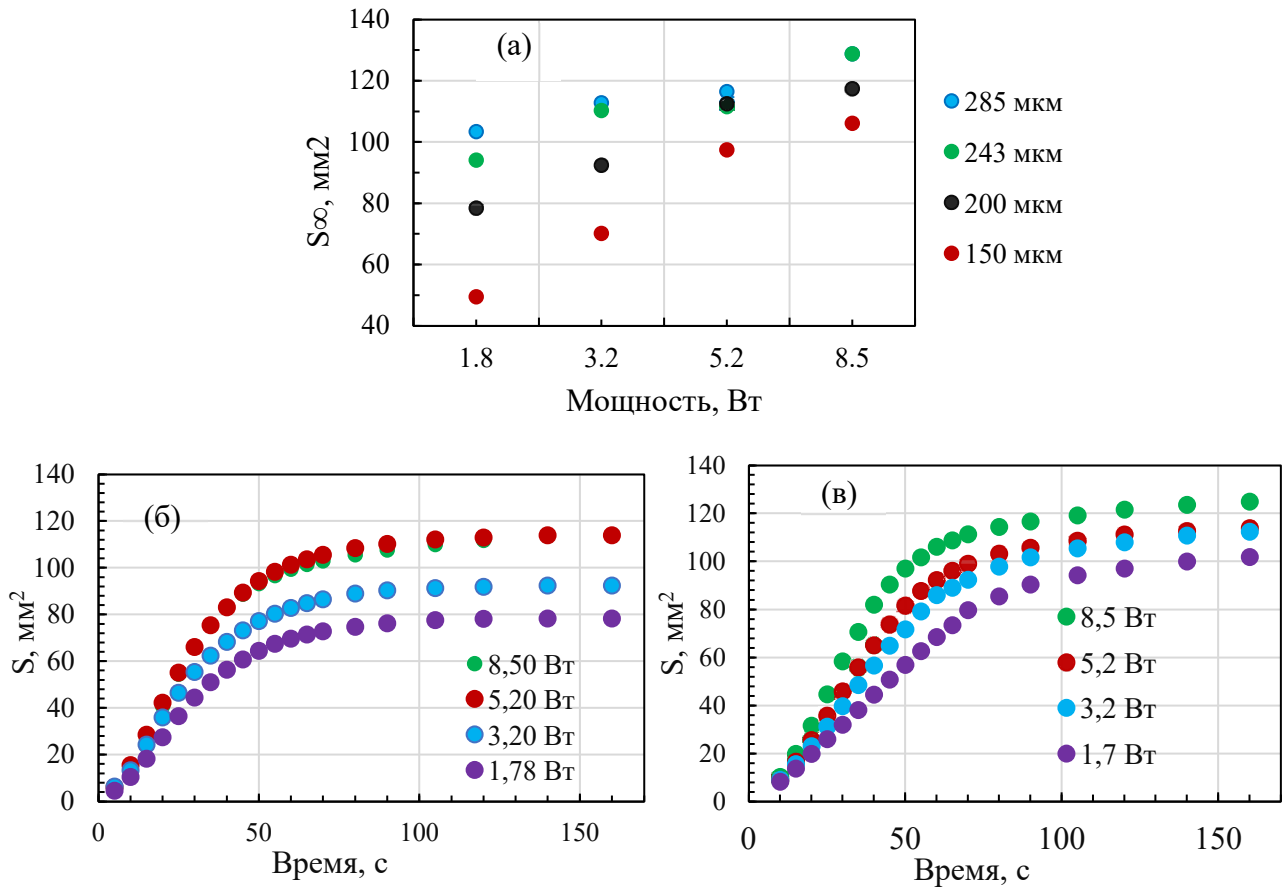 (а)
S∞, мм2
140
120
100
80
60
40
1.8 3.2 5.2 8.5
Мощность, Вт
285 мкм
243 мкм
200 мкм
150 мкм
(б)
S, мм²
140
120
100
80
60
40
20
0
0 50 100 150
Время, с
8,50 Вт
5,20 Вт
3,20 Вт
1,78 Вт
(в)
S, мм²
140
120
100
80
60
40
20
0
0 50 100 150
Время, с
8,5 Вт
5,2 Вт
3,2 Вт
1,7 Вт